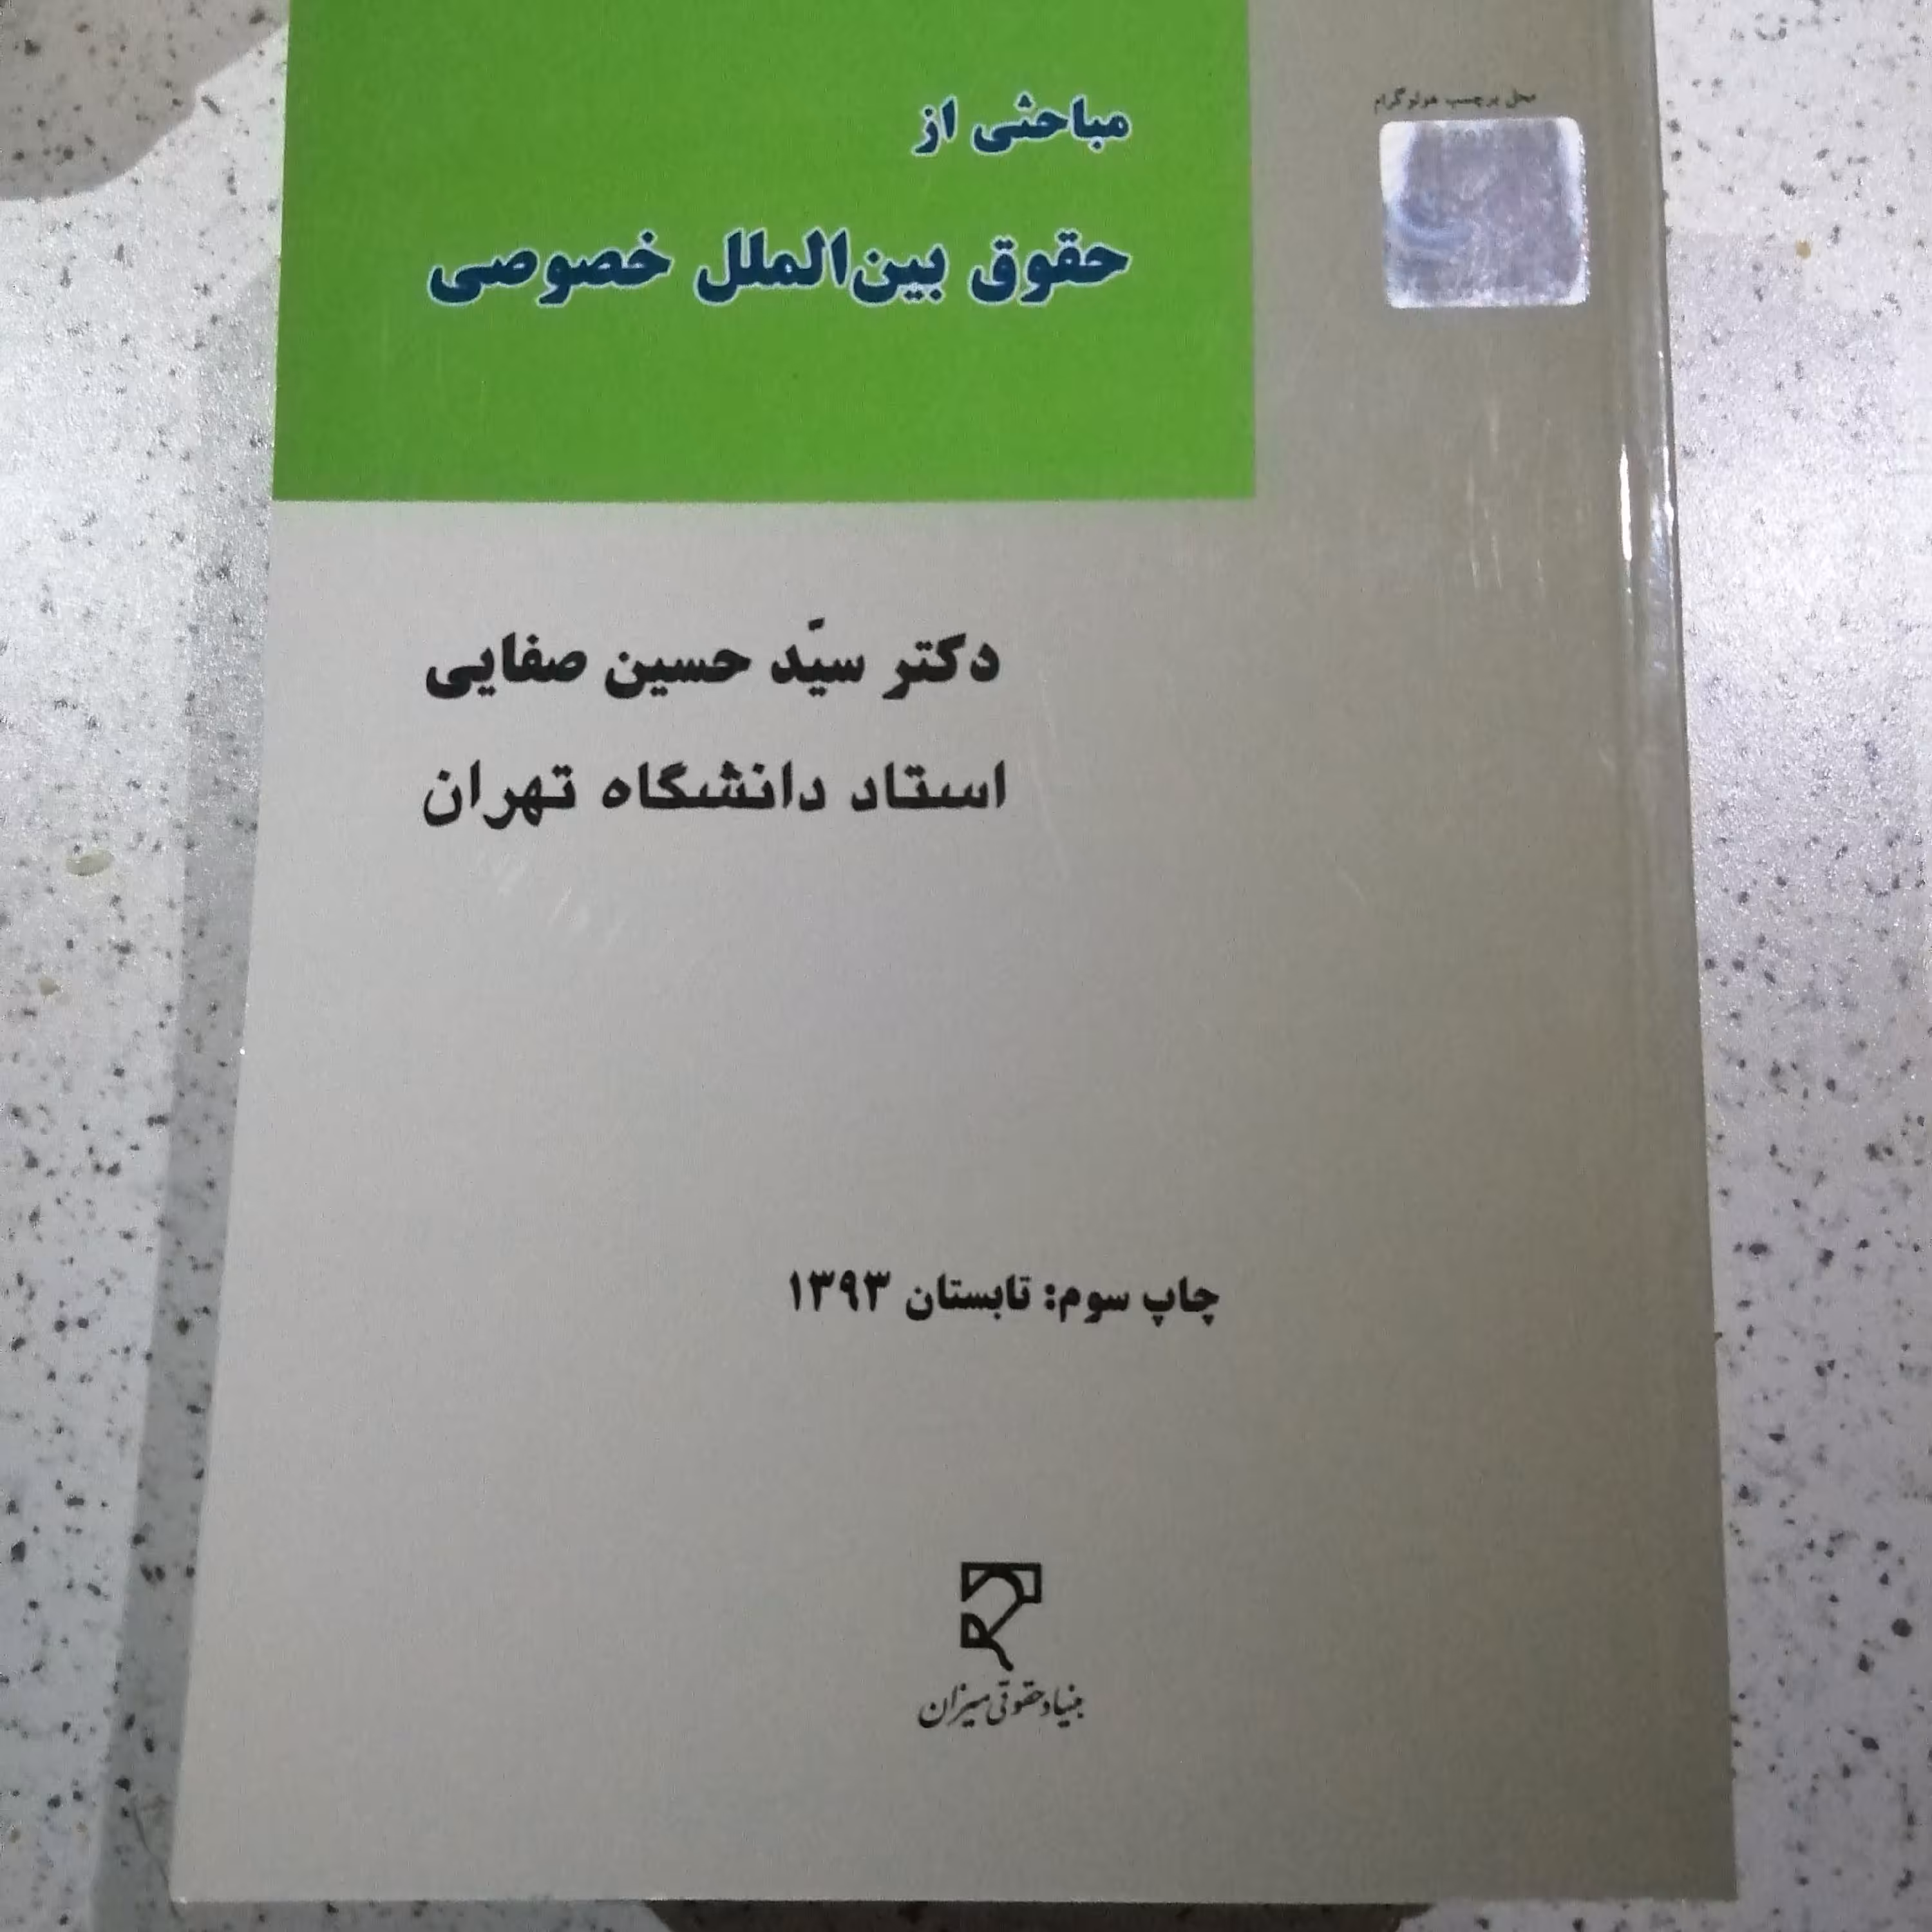 محل برچسب هولوگرام
مباحثی از
حقوق بین‌الملل خصوصی
دکتر سیّد حسین صفایی
استاد دانشگاه تهران
چاپ سوم: تابستان ۱۳۹۳
بنیاد حقوقی میزان